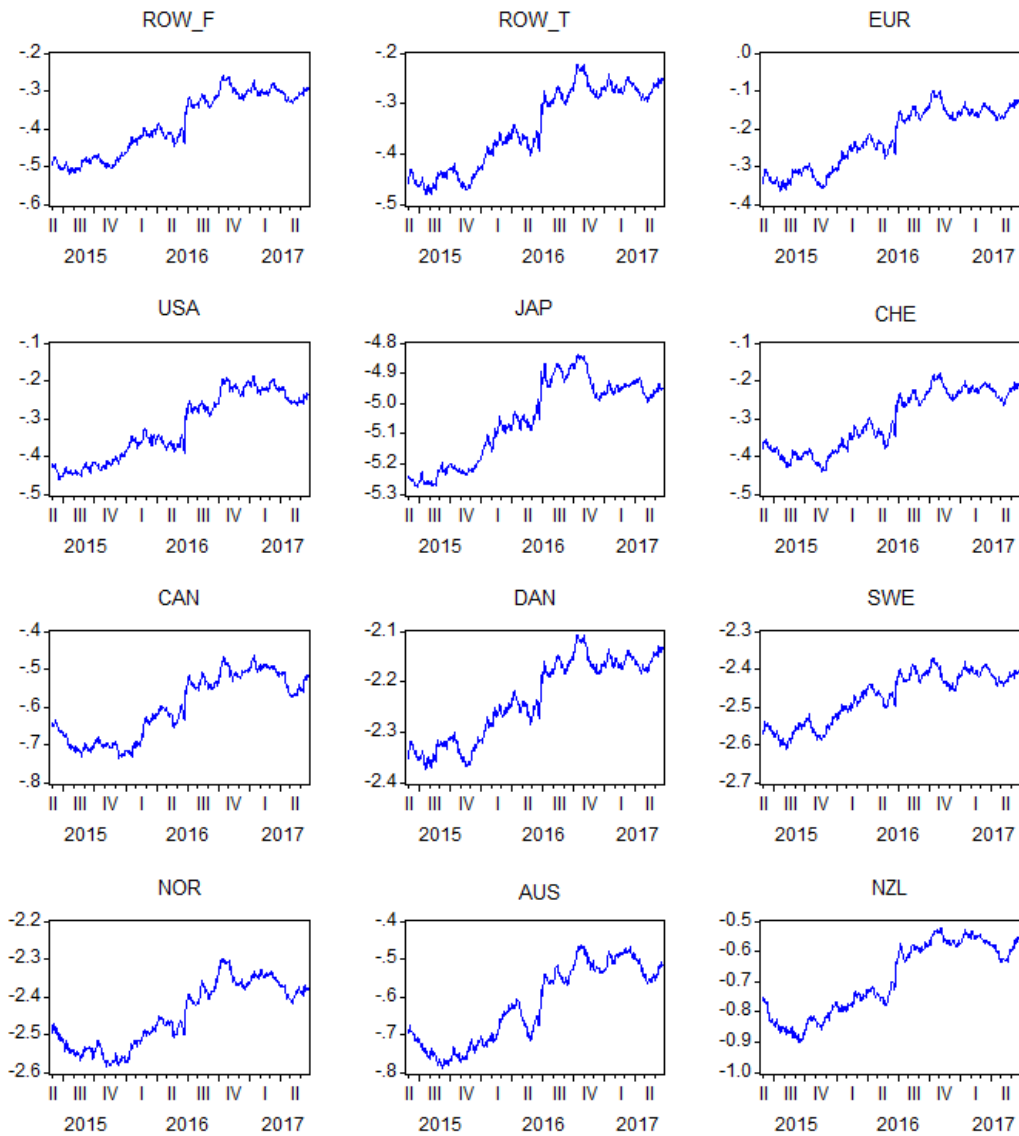 ROW_F ROW_T EUR
-.2 -.2 .0
-.3 -.3 -.1
-.4 -.4 -.2
-.5 -.5 -.3
-.6 -.4
II III IV I II III IV I II II III IV I II III IV I II II III IV I II III IV I II
2015 2016 2017 2015 2016 2017 2015 2016 2017
USA JAP CHE
-.1 -4.8 -.1
-.2 -4.9 -.2
-.3 -5.0 -.3
-.4 -5.1 -.4
-.5 -5.2 -.5
-5.3
II III IV I II III IV I II II III IV I II III IV I II II III IV I II III IV I II
2015 2016 2017 2015 2016 2017 2015 2016 2017
CAN DAN SWE
-.4 -2.1 -2.3
-.5 -2.2 -2.4
-.6 -2.3 -2.5
-.7 -2.4 -2.6
-.8 -2.7
II III IV I II III IV I II II III IV I II III IV I II II III IV I II III IV I II
2015 2016 2017 2015 2016 2017 2015 2016 2017
NOR AUS NZL
-2.2 -.4 -0.5
-2.3 -.5 -0.6
-2.4 -.6 -0.7
-2.5 -.7 -0.8
-2.6 -.8 -0.9
-1.0
II III IV I II III IV I II II III IV I II III IV I II II III IV I II III IV I II
2015 2016 2017 2015 2016 2017 2015 2016 2017